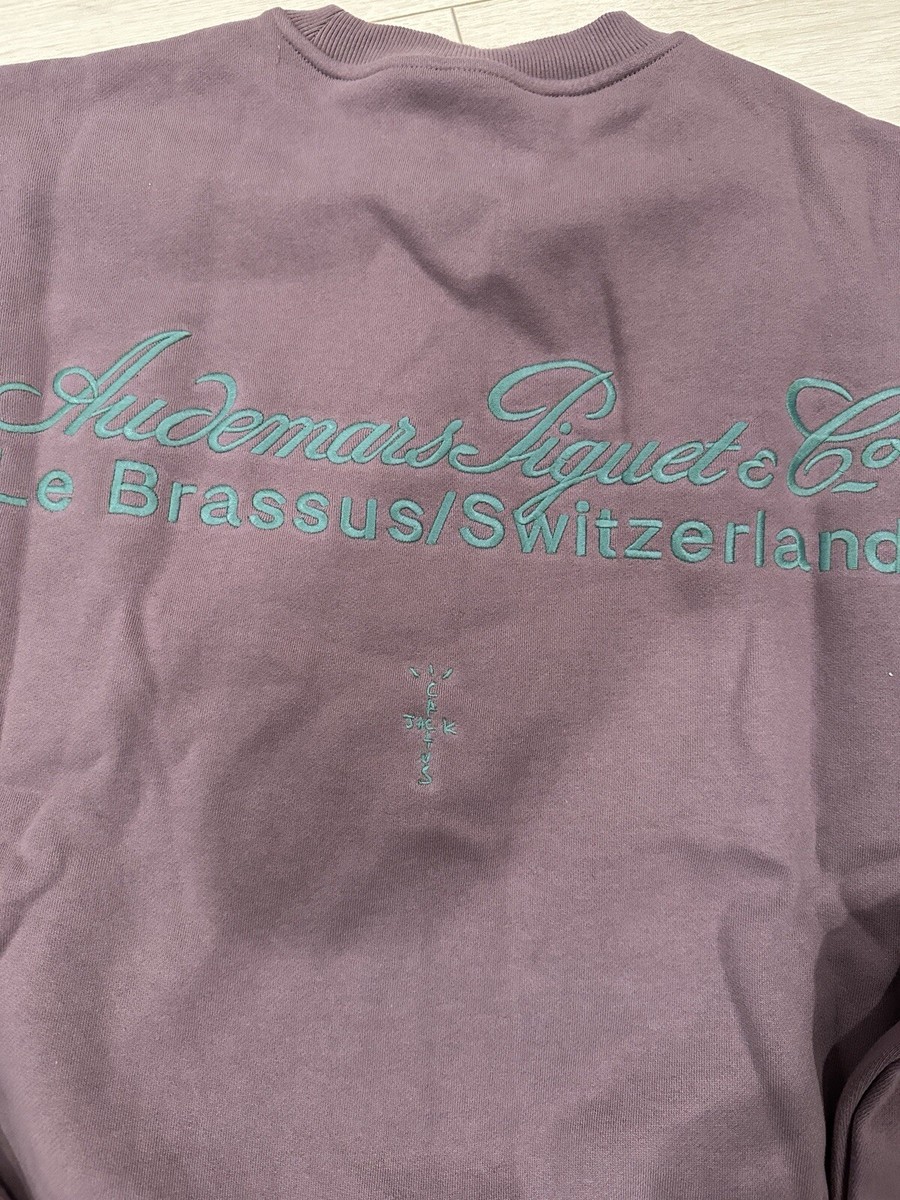 Audemars Piguet & Co
Le Brassus/Switzerland
CACTUS
JACK